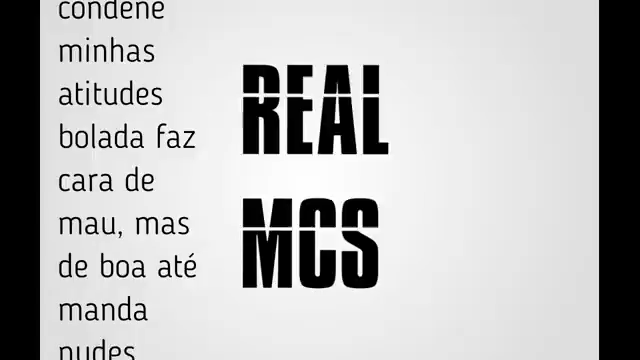 condene
minhas
atitudes
bolada faz
cara de
mau, mas
de boa até
manda
nudes
REAL
MCS